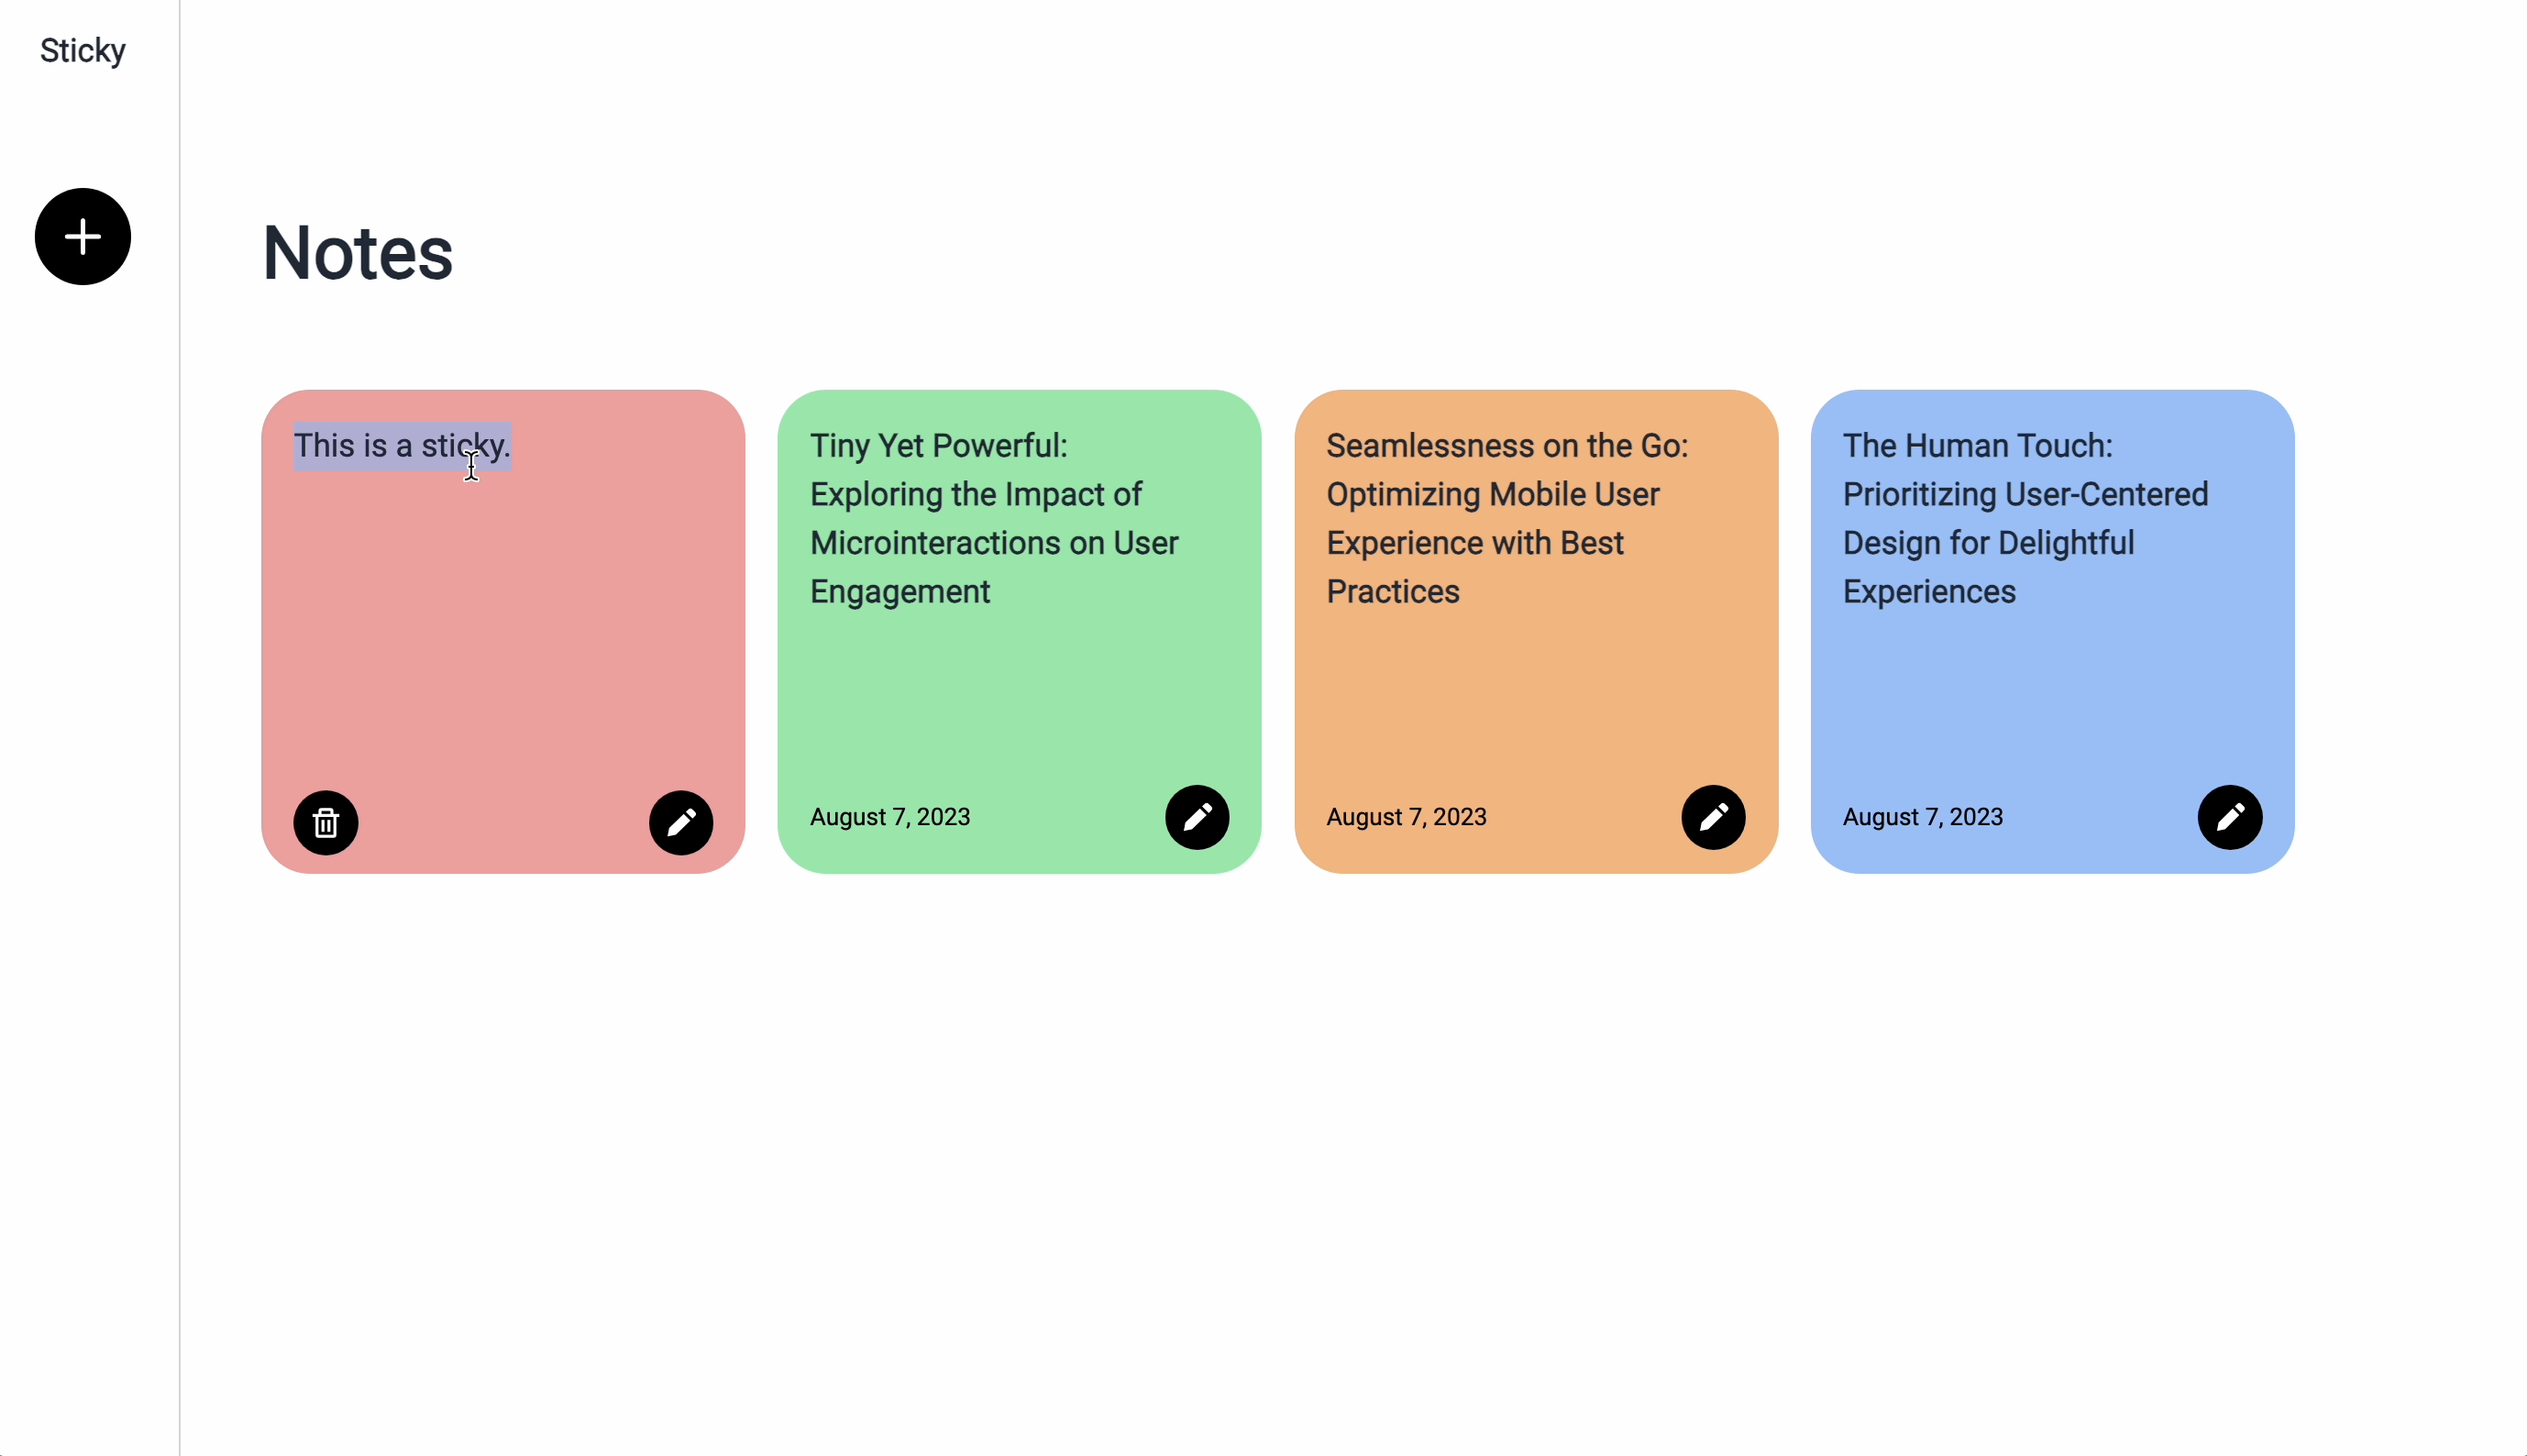 Sticky
Notes
This is a sticky.
Tiny Yet Powerful:
Exploring the Impact of
Microinteractions on User
Engagement
August 7, 2023
Seamlessness on the Go:
Optimizing Mobile User
Experience with Best
Practices
August 7, 2023
The Human Touch:
Prioritizing User-Centered
Design for Delightful
Experiences
August 7, 2023